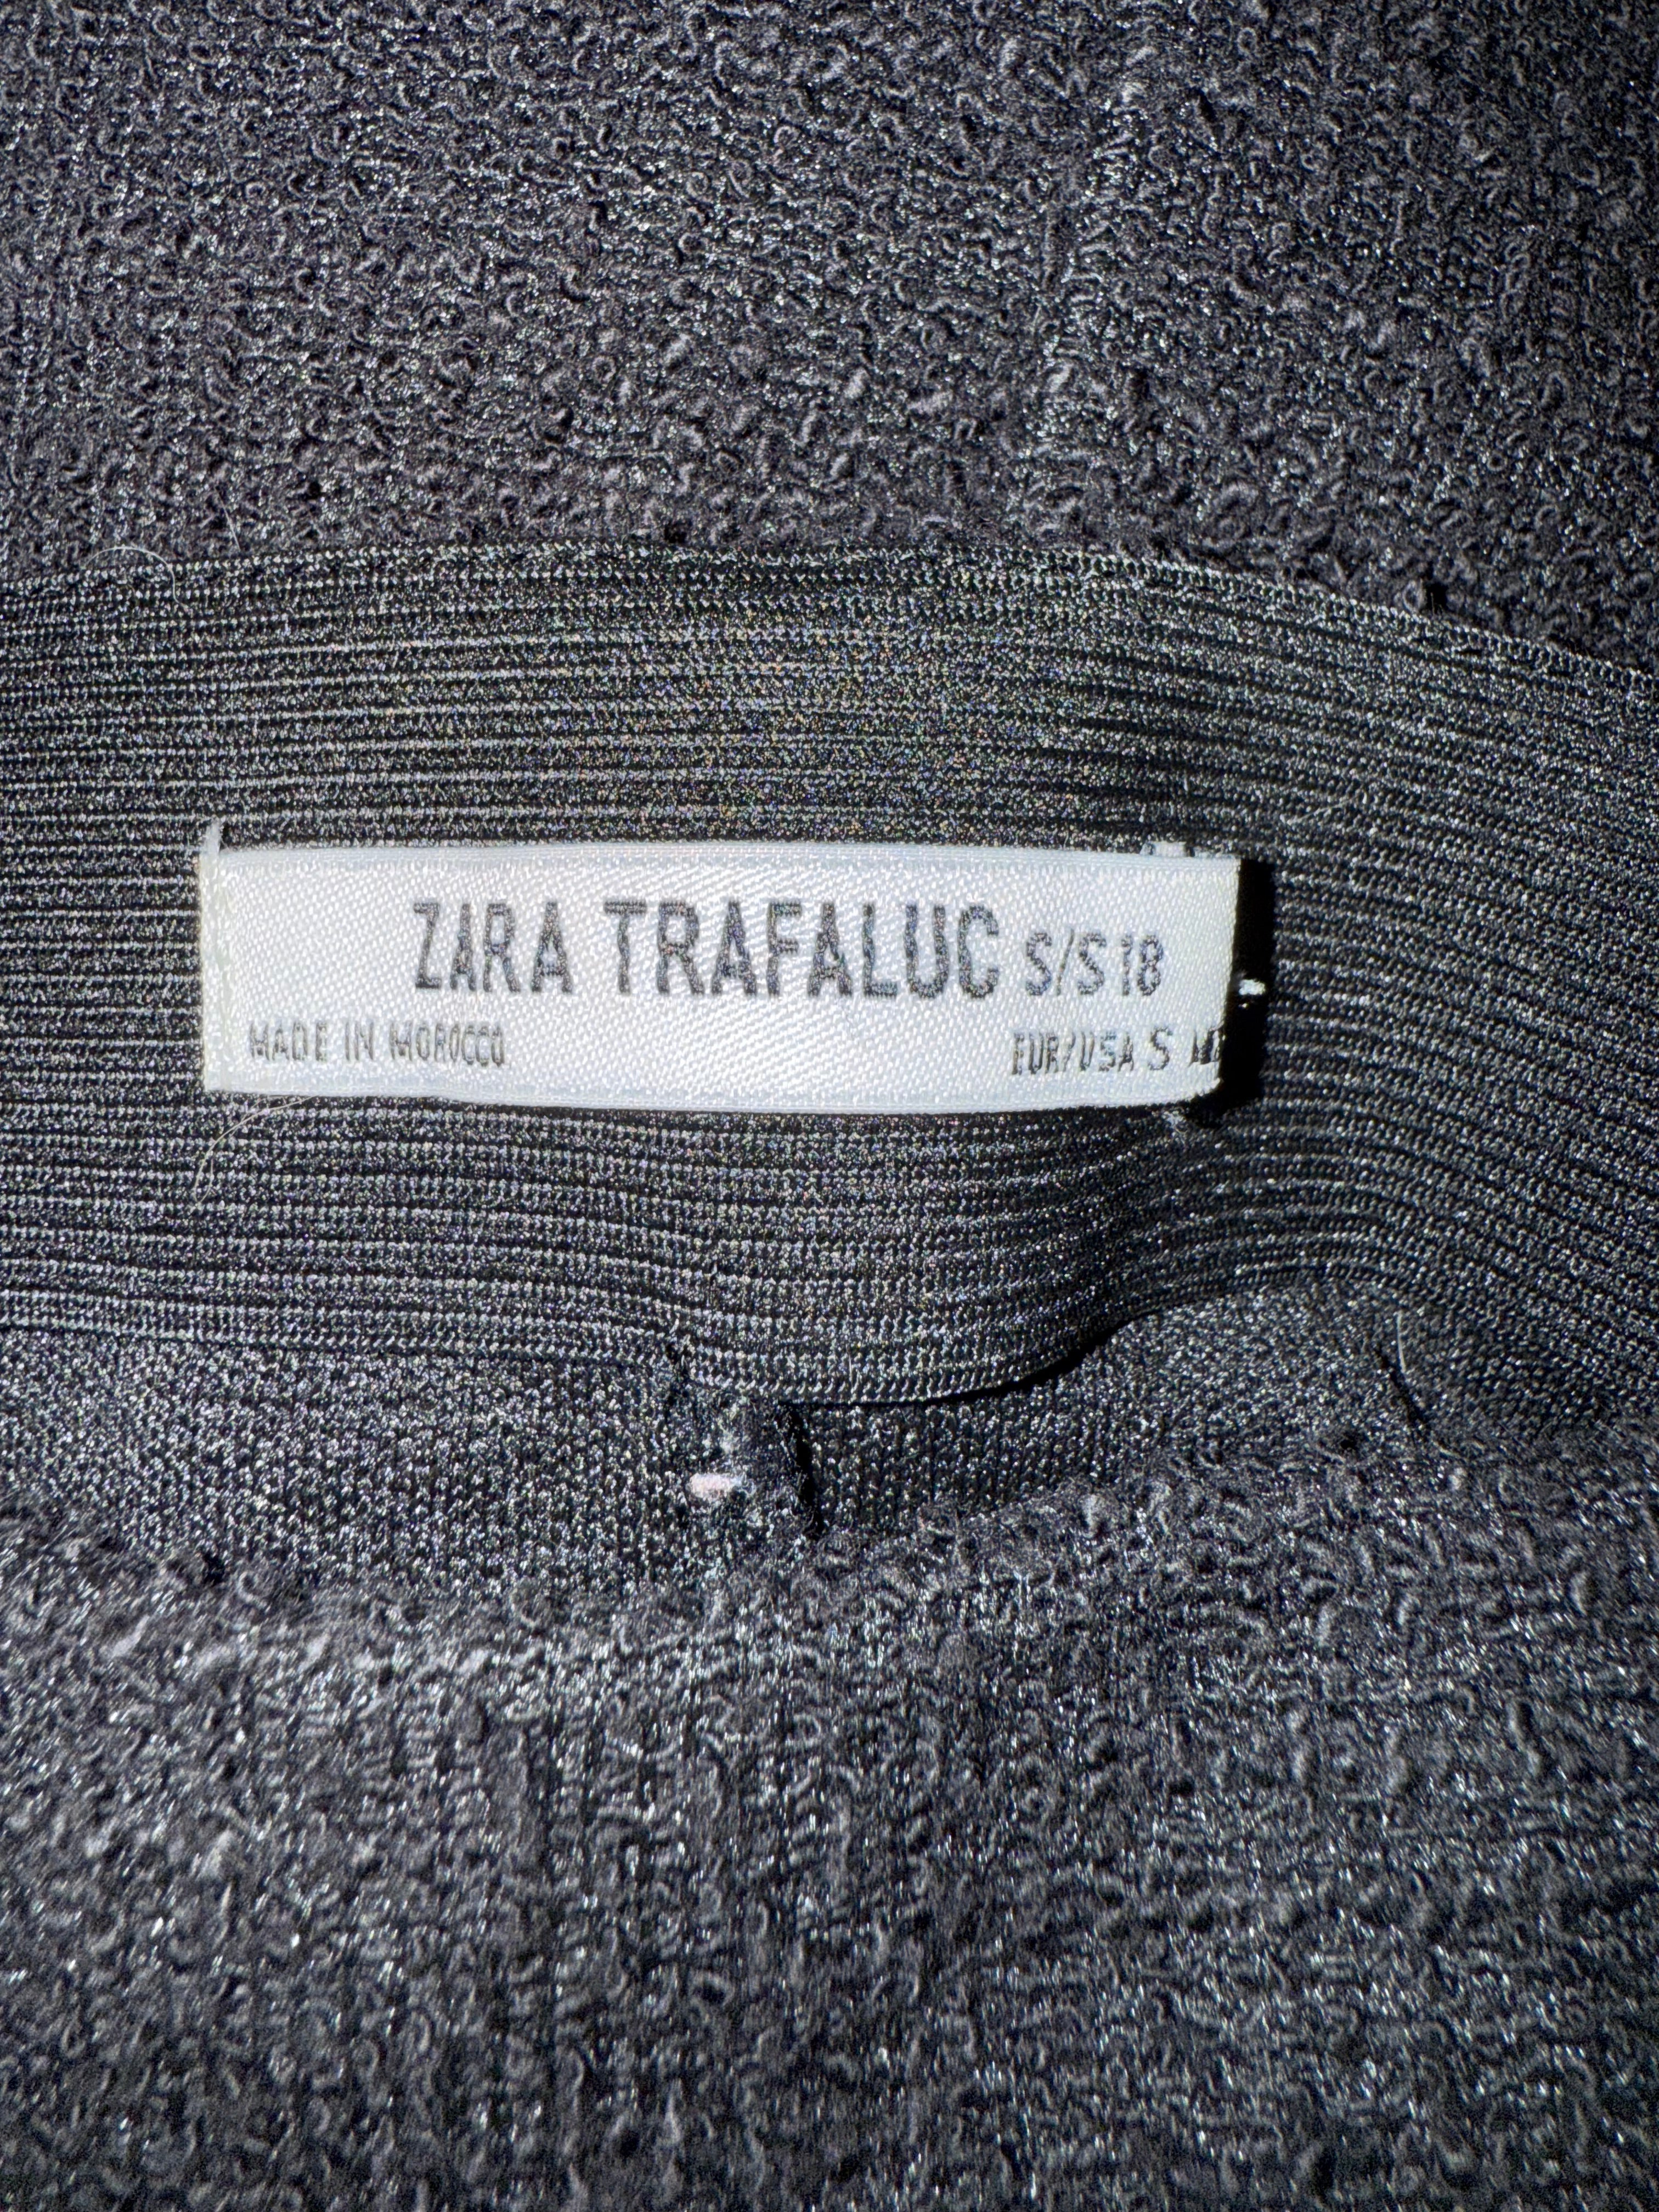 ZARA TRAFALUC S/S18
MADE IN MOROCCO EUR/USA S